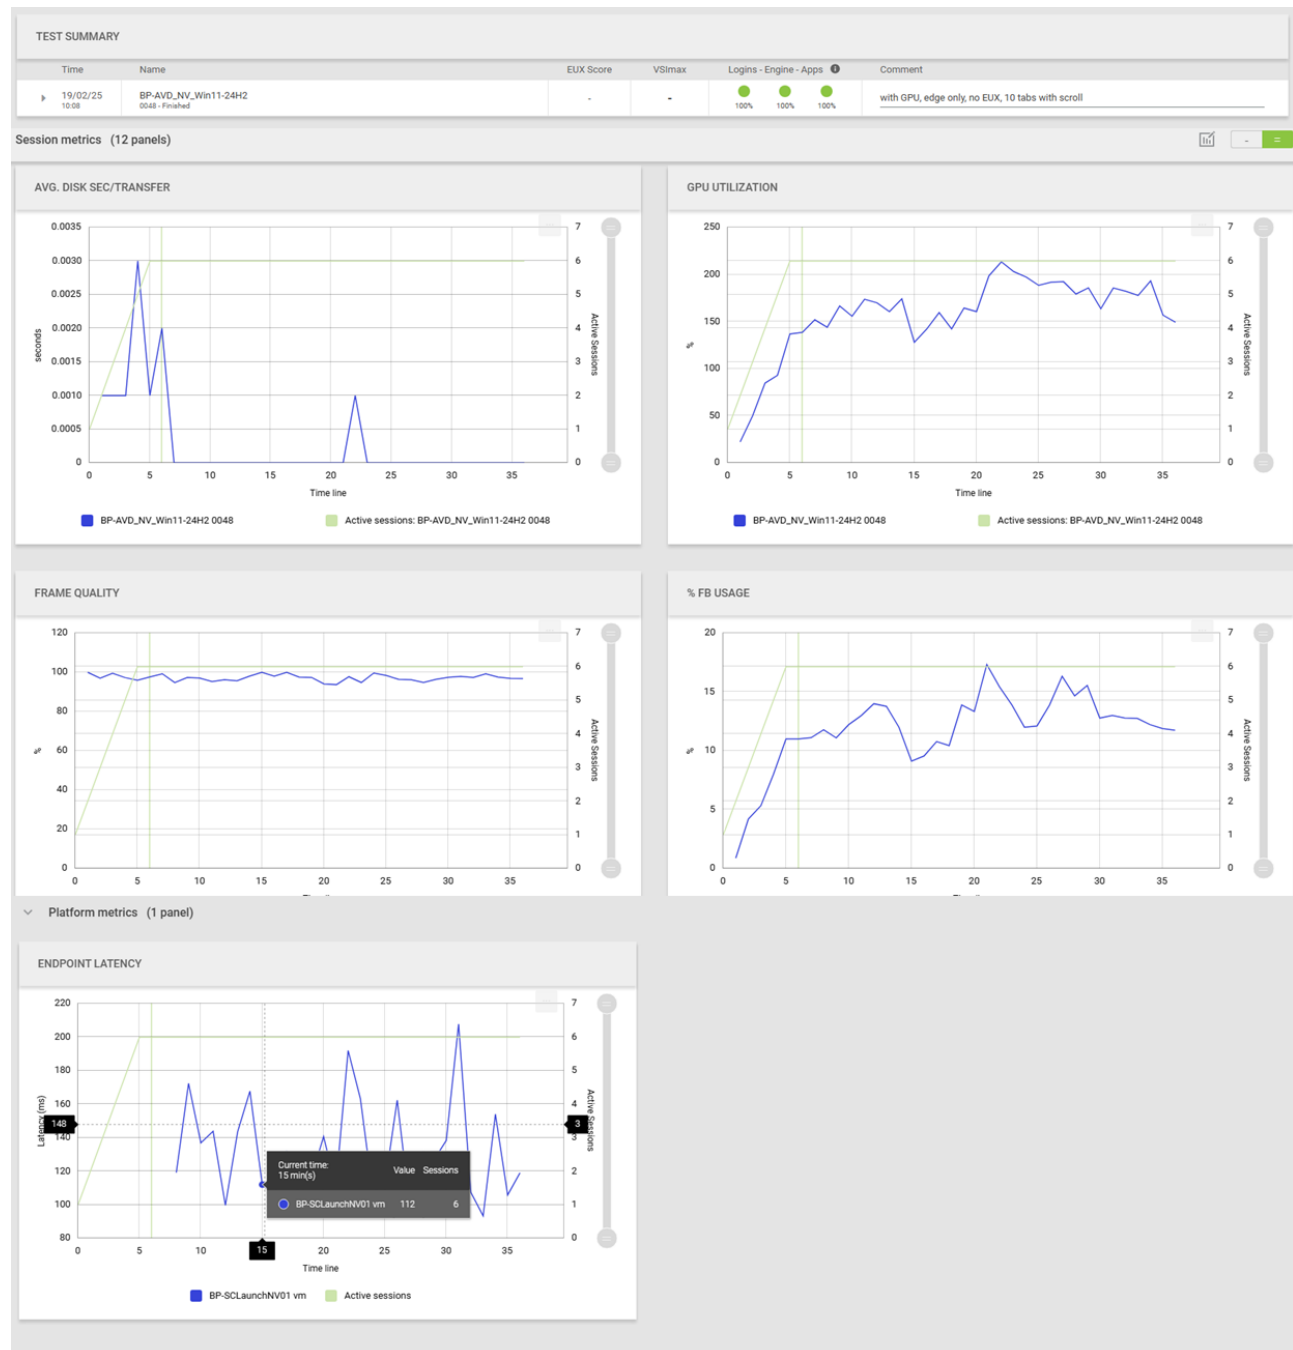 TEST SUMMARY
Time Name EUX Score VSImax Logins - Engine - Apps Comment
19/02/25 BP-AVD_NV_Win11-24H2 - - with GPU, edge only, no EUX, 10 tabs with scroll
10:08 0048 - Finished 100% 100% 100%
Session metrics (12 panels)
- =
AVG. DISK SEC/TRANSFER
0.0035 7
0.0030 6
0.0025 5
0.0020 4
0.0015 3
0.0010 2
0.0005 1
0 0
seconds
Active Sessions
0 5 10 15 20 25 30 35
Time line
BP-AVD_NV_Win11-24H2 0048 Active sessions: BP-AVD_NV_Win11-24H2 0048
GPU UTILIZATION
250 7
200 6
150 5
100 4
50 3
0 2
1
0
%
Active Sessions
0 5 10 15 20 25 30 35
Time line
BP-AVD_NV_Win11-24H2 0048 Active sessions: BP-AVD_NV_Win11-24H2 0048
FRAME QUALITY
120 7
100 6
80 5
60 4
40 3
20 2
0 1
0
%
Active Sessions
0 5 10 15 20 25 30 35
% FB USAGE
20 7
15 6
10 5
5 4
0 3
2
1
0
%
Active Sessions
0 5 10 15 20 25 30 35
Platform metrics (1 panel)
ENDPOINT LATENCY
220 7
200 6
180 5
160 4
148 3
140 3
120 2
100 1
80 0
Latency (ms)
Active Sessions
Current time:
15 min(s) Value Sessions
BP-SCLaunchNV01 vm 112 6
0 5 10 15 20 25 30 35
Time line
BP-SCLaunchNV01 vm Active sessions